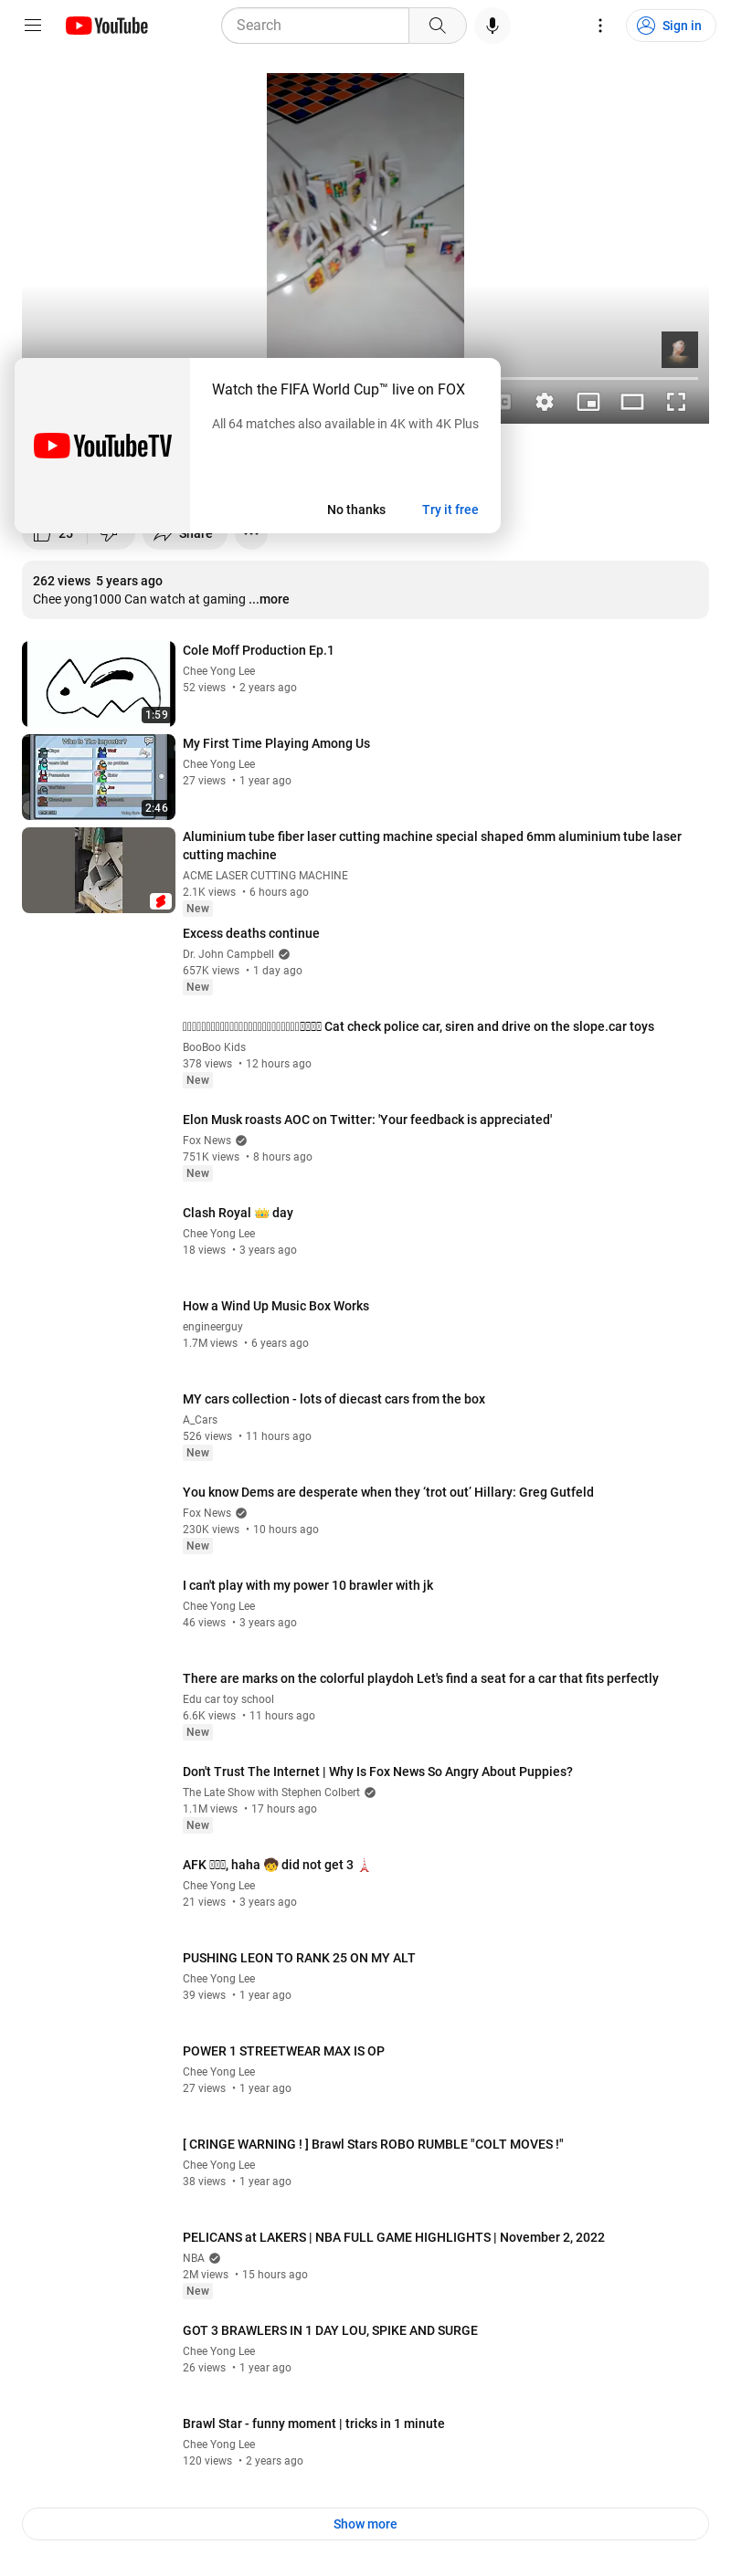 YouTube
Search
Sign in
Watch the FIFA World Cup™ live on FOX
All 64 matches also available in 4K with 4K Plus
YouTubeTV
No thanks
Try it free
25
Share
262 views 5 years ago
Chee yong1000 Can watch at gaming ...more
Cole Moff Production Ep.1
Chee Yong Lee
52 views • 2 years ago
1:59
My First Time Playing Among Us
Chee Yong Lee
27 views • 1 year ago
Who Is The Impostor?
2:46
Aluminium tube fiber laser cutting machine special shaped 6mm aluminium tube laser
cutting machine
ACME LASER CUTTING MACHINE
2.1K views • 6 hours ago
New
Excess deaths continue
Dr. John Campbell
657K views • 1 day ago
New
Cat check police car, siren and drive on the slope.car toys
BooBoo Kids
378 views • 12 hours ago
New
Elon Musk roasts AOC on Twitter: 'Your feedback is appreciated'
Fox News
751K views • 8 hours ago
New
Clash Royal 👑 day
Chee Yong Lee
18 views • 3 years ago
How a Wind Up Music Box Works
engineerguy
1.7M views • 6 years ago
MY cars collection - lots of diecast cars from the box
A_Cars
526 views • 11 hours ago
New
You know Dems are desperate when they ‘trot out’ Hillary: Greg Gutfeld
Fox News
230K views • 10 hours ago
New
I can't play with my power 10 brawler with jk
Chee Yong Lee
46 views • 3 years ago
There are marks on the colorful playdoh Let's find a seat for a car that fits perfectly
Edu car toy school
6.6K views • 11 hours ago
New
Don't Trust The Internet | Why Is Fox News So Angry About Puppies?
The Late Show with Stephen Colbert
1.1M views • 17 hours ago
New
AFK , haha 🧒 did not get 3 🗼
Chee Yong Lee
21 views • 3 years ago
PUSHING LEON TO RANK 25 ON MY ALT
Chee Yong Lee
39 views • 1 year ago
POWER 1 STREETWEAR MAX IS OP
Chee Yong Lee
27 views • 1 year ago
[ CRINGE WARNING ! ] Brawl Stars ROBO RUMBLE "COLT MOVES !"
Chee Yong Lee
38 views • 1 year ago
PELICANS at LAKERS | NBA FULL GAME HIGHLIGHTS | November 2, 2022
NBA
2M views • 15 hours ago
New
GOT 3 BRAWLERS IN 1 DAY LOU, SPIKE AND SURGE
Chee Yong Lee
26 views • 1 year ago
Brawl Star - funny moment | tricks in 1 minute
Chee Yong Lee
120 views • 2 years ago
Show more